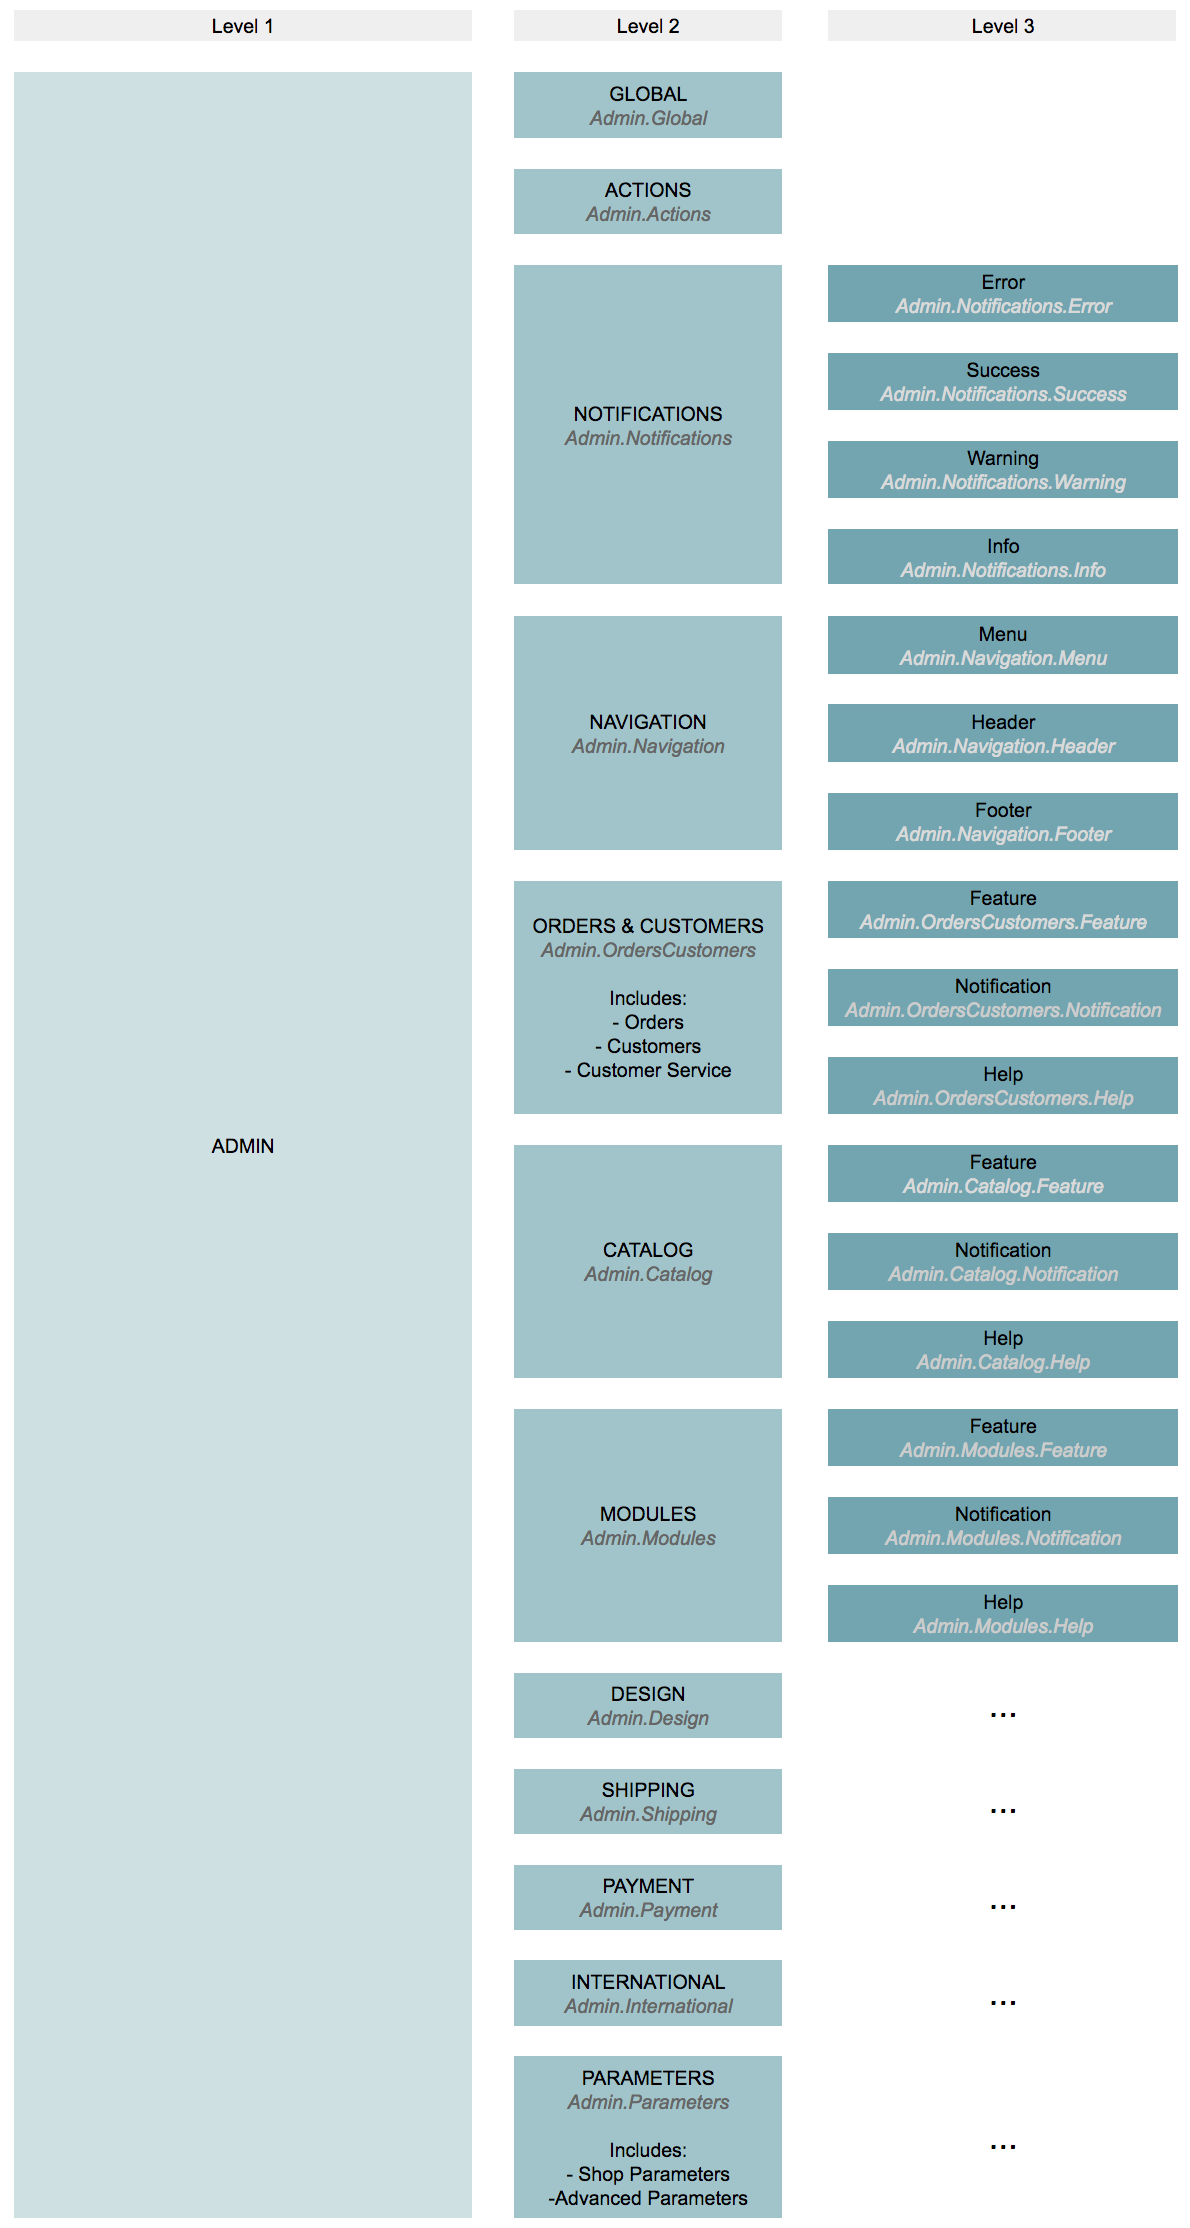 Level 1
Level 2
Level 3
ADMIN
GLOBAL
Admin.Global
ACTIONS
Admin.Actions
NOTIFICATIONS
Admin.Notifications
Error
Admin.Notifications.Error
Success
Admin.Notifications.Success
Warning
Admin.Notifications.Warning
Info
Admin.Notifications.Info
NAVIGATION
Admin.Navigation
Menu
Admin.Navigation.Menu
Header
Admin.Navigation.Header
Footer
Admin.Navigation.Footer
ORDERS & CUSTOMERS
Admin.OrdersCustomers
Includes:
- Orders
- Customers
- Customer Service
Feature
Admin.OrdersCustomers.Feature
Notification
Admin.OrdersCustomers.Notification
Help
Admin.OrdersCustomers.Help
CATALOG
Admin.Catalog
Feature
Admin.Catalog.Feature
Notification
Admin.Catalog.Notification
Help
Admin.Catalog.Help
MODULES
Admin.Modules
Feature
Admin.Modules.Feature
Notification
Admin.Modules.Notification
Help
Admin.Modules.Help
DESIGN
Admin.Design
...
SHIPPING
Admin.Shipping
...
PAYMENT
Admin.Payment
...
INTERNATIONAL
Admin.International
...
PARAMETERS
Admin.Parameters
Includes:
- Shop Parameters
-Advanced Parameters
...